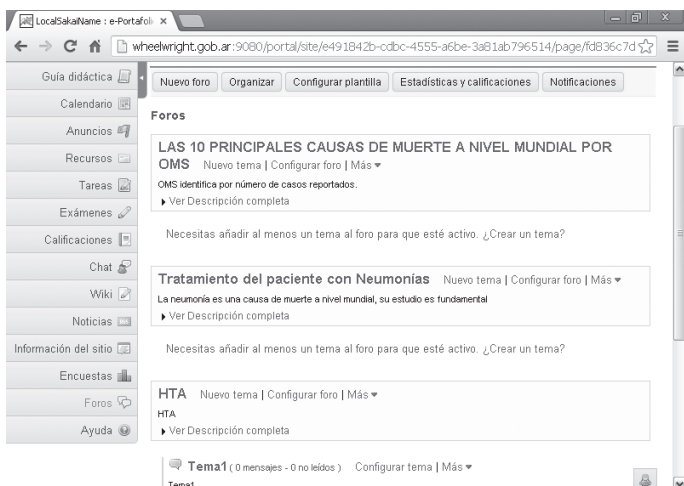 LocalSakaiName : e-Portafoli
wheelwright.gob.ar:9080/portal/site/e491842b-cdbc-4555-a6be-3a81ab796514/page/fd836c7d
Guía didáctica
Calendario
Anuncios
Recursos
Tareas
Exámenes
Calificaciones
Chat
Wiki
Noticias
Información del sitio
Encuestas
Foros
Ayuda
Nuevo foro Organizar Configurar plantilla Estadísticas y calificaciones Notificaciones
Foros
LAS 10 PRINCIPALES CAUSAS DE MUERTE A NIVEL MUNDIAL POR
OMS Nuevo tema | Configurar foro | Más
OMS identifica por número de casos reportados.
Ver Descripción completa
Necesitas añadir al menos un tema al foro para que esté activo. ¿Crear un tema?
Tratamiento del paciente con Neumonías Nuevo tema | Configurar foro | Más
La neumonía es una causa de muerte a nivel mundial, su estudio es fundamental
Ver Descripción completa
Necesitas añadir al menos un tema al foro para que esté activo. ¿Crear un tema?
HTA Nuevo tema | Configurar foro | Más
HTA
Ver Descripción completa
Tema1 ( 0 mensajes - 0 no leídos ) Configurar tema | Más
Tema1